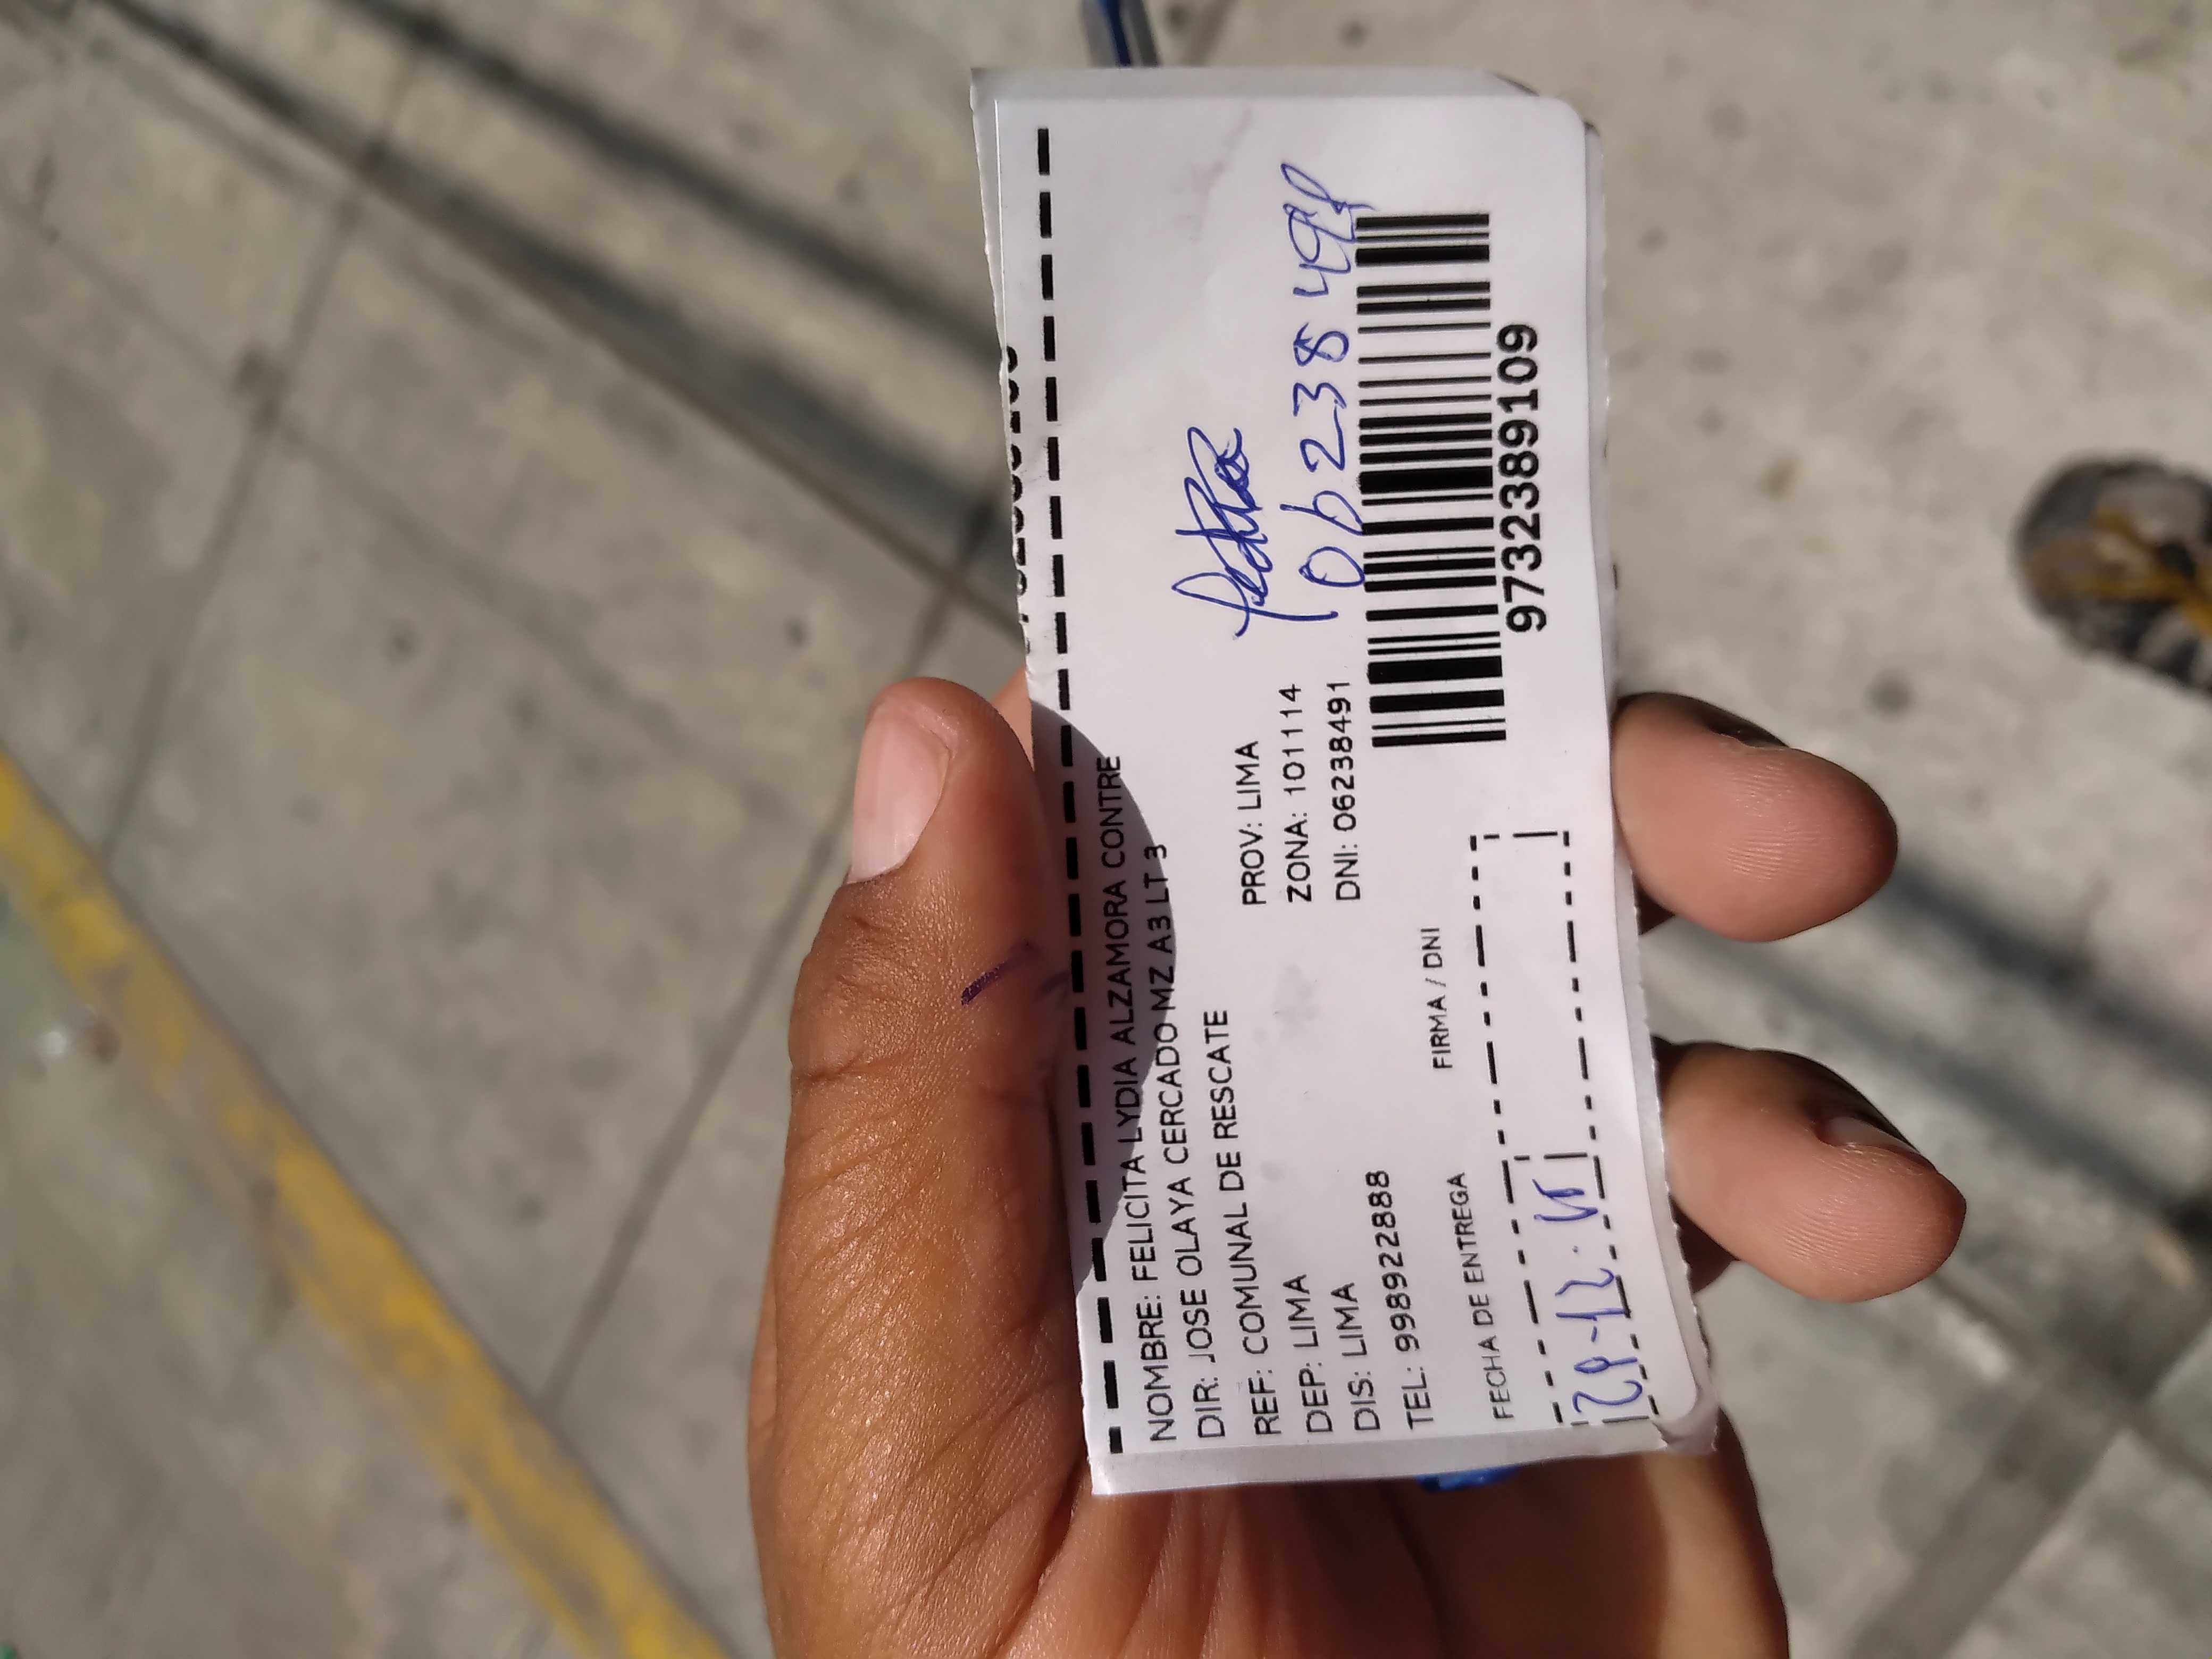 NOMBRE: FELICITA LYDIA ALZAMORA CONTRE
DIR: JOSE OLAYA CERCADO MZ A3 LT 3
REF: COMUNAL DE RESCATE
DEP: LIMA PROV: LIMA
DIS: LIMA ZONA: 101114
TEL: 998922888 DNI: 06238491
06238491
9732389109
FECHA DE ENTREGA FIRMA / DNI